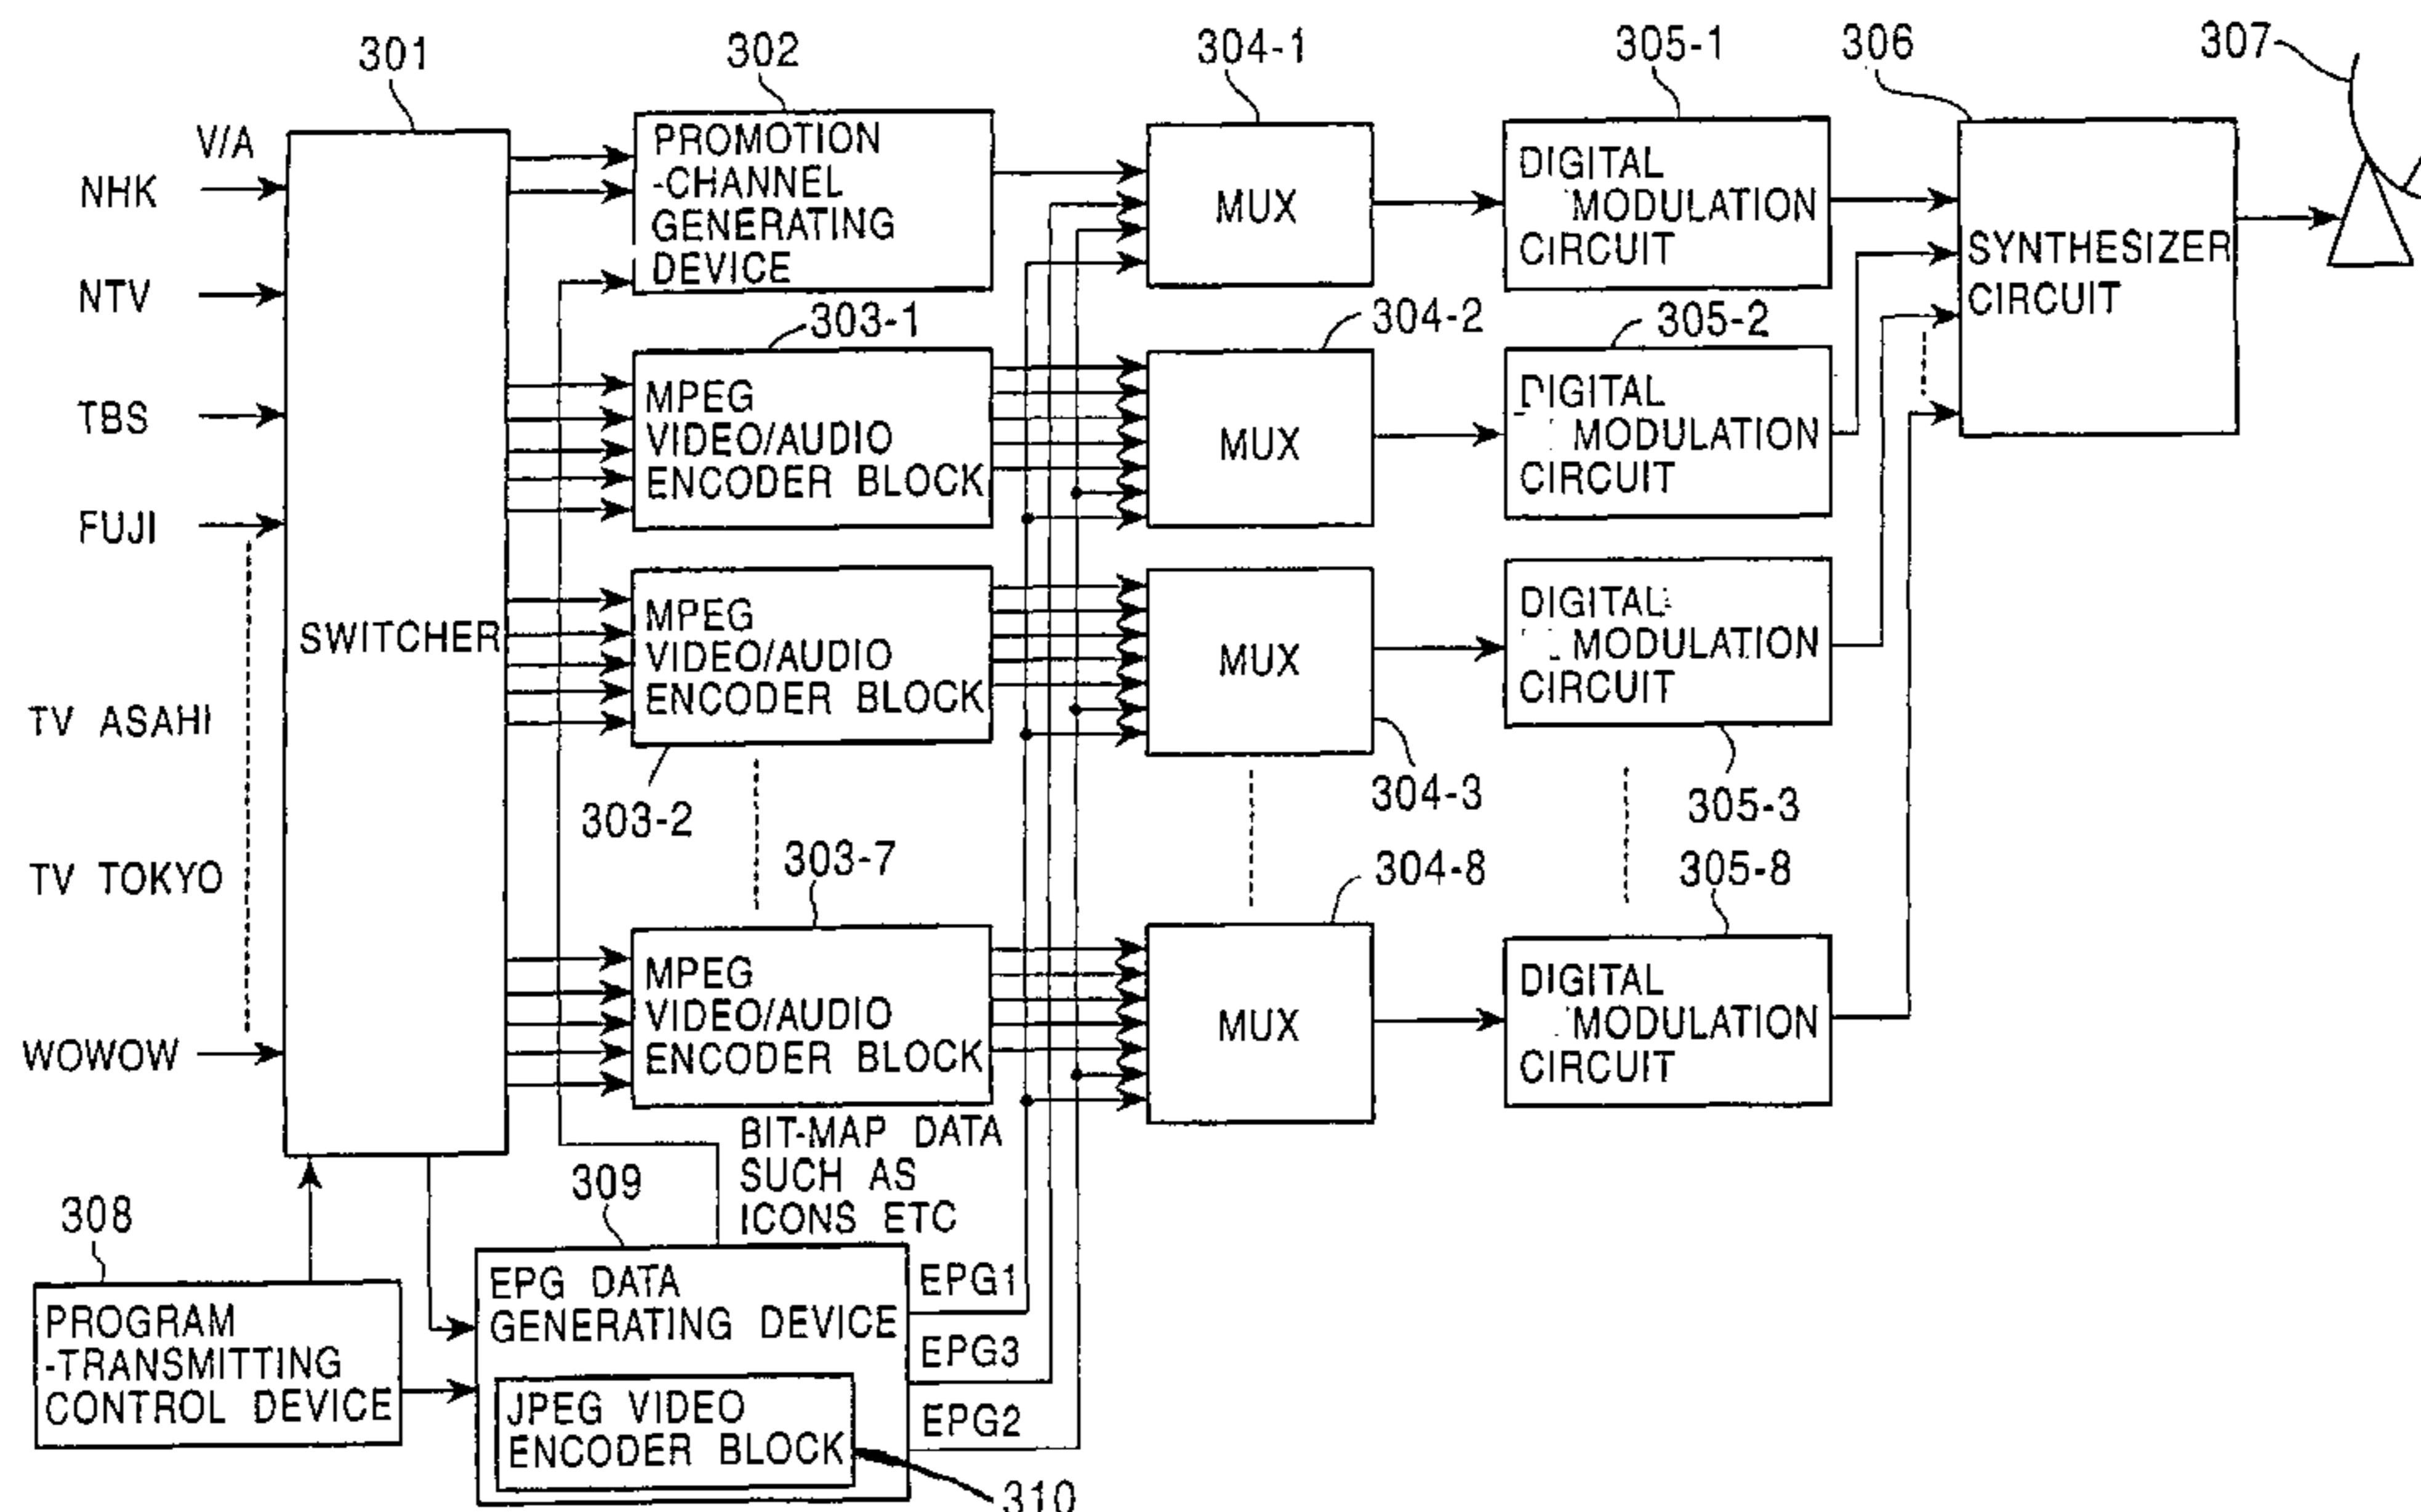 301
302
304-1
305-1
306
307
V/A
NHK
NTV
TBS
FUJI
TV ASAHI
TV TOKYO
WOWOW
SWITCHER
PROMOTION
-CHANNEL
GENERATING
DEVICE
MUX
DIGITAL
MODULATION
CIRCUIT
SYNTHESIZER
CIRCUIT
303-1
304-2
305-2
MPEG
VIDEO/AUDIO
ENCODER BLOCK
MUX
DIGITAL
MODULATION
CIRCUIT
MPEG
VIDEO/AUDIO
ENCODER BLOCK
MUX
DIGITAL
MODULATION
CIRCUIT
303-2
304-3
305-3
303-7
304-8
305-8
MPEG
VIDEO/AUDIO
ENCODER BLOCK
MUX
DIGITAL
MODULATION
CIRCUIT
BIT-MAP DATA
SUCH AS
ICONS ETC
308
309
PROGRAM
-TRANSMITTING
CONTROL DEVICE
EPG DATA
GENERATING DEVICE
JPEG VIDEO
ENCODER BLOCK
EPG1
EPG3
EPG2
310